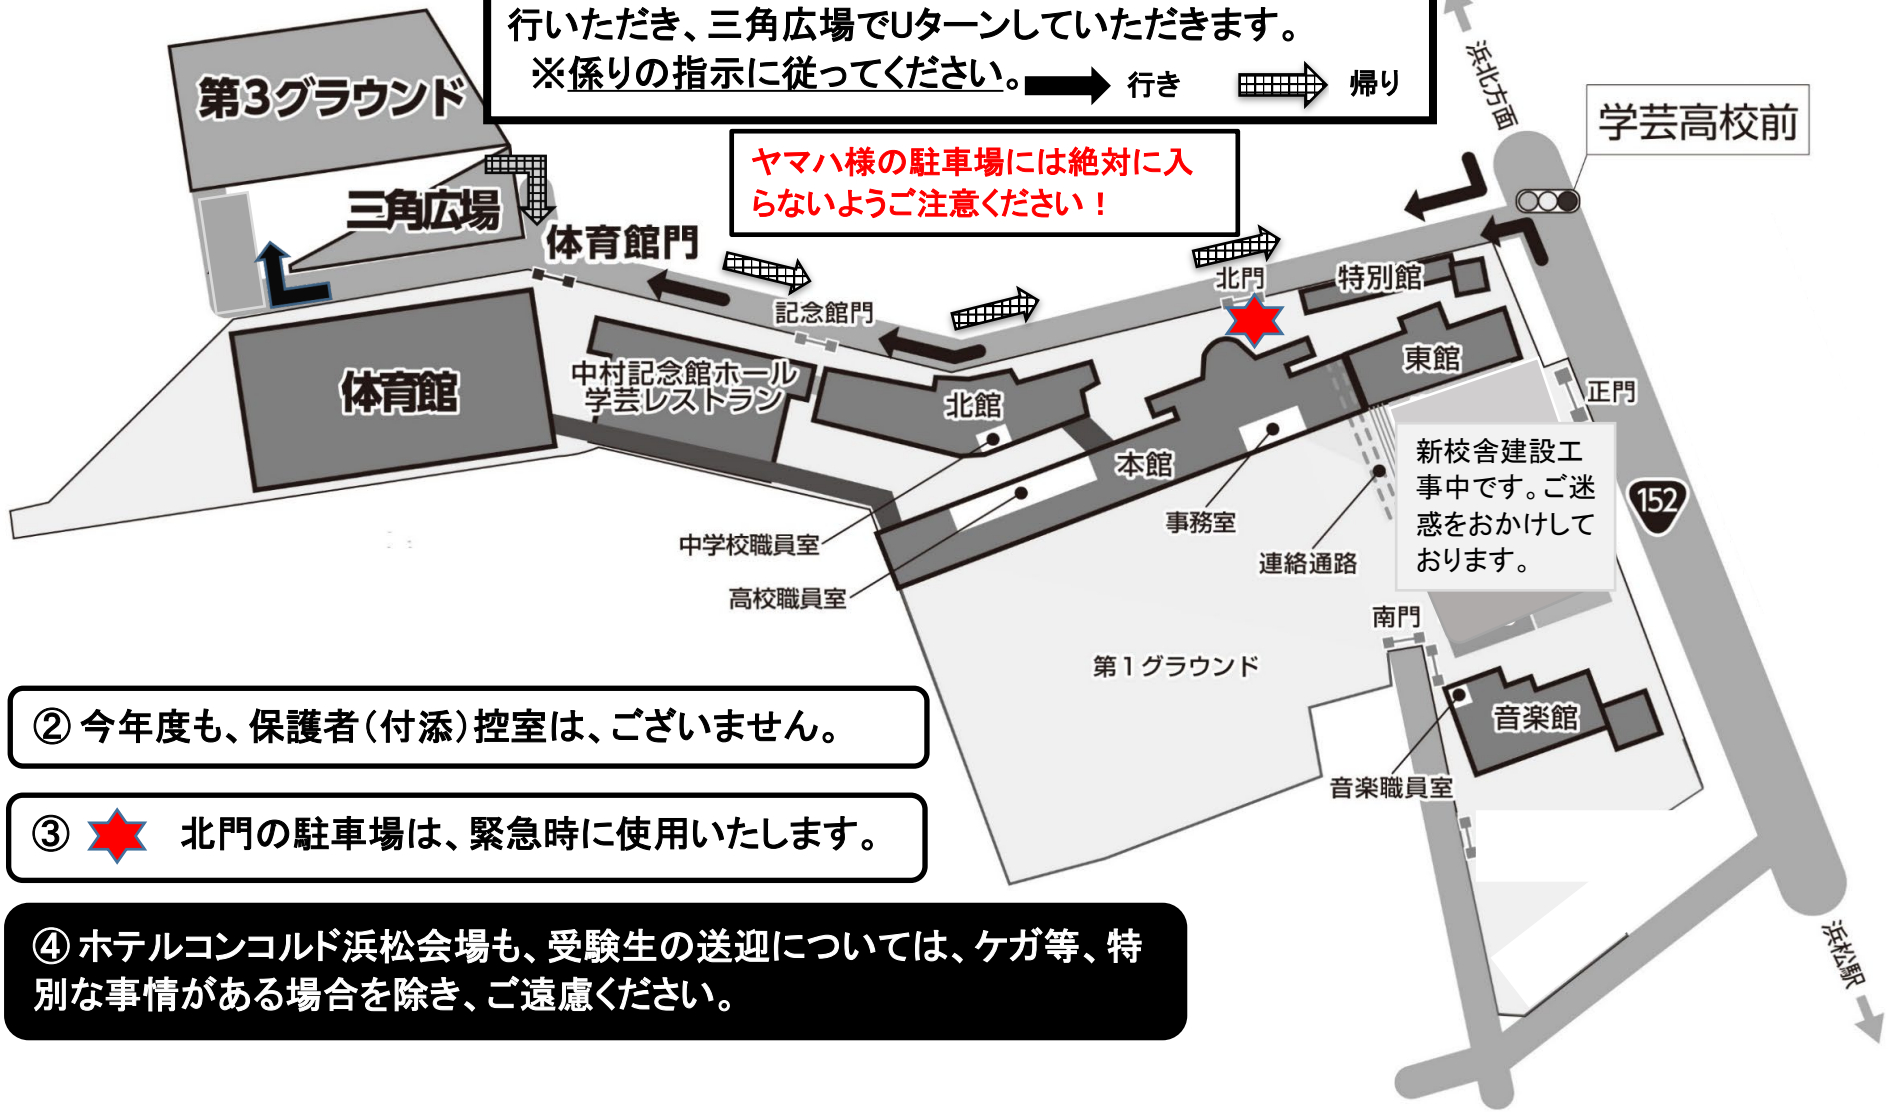 行いただき、三角広場でUターンしていただきます。
※係りの指示に従ってください。 行き 帰り
浜北方面
学芸高校前
第3グラウンド
ヤマハ様の駐車場には絶対に入
らないようご注意ください！
三角広場
体育館門
北門
特別館
記念館門
東館
体育館
中村記念館ホール
学芸レストラン
北館
正門
本館
新校舎建設工
事中です。ご迷
惑をおかけして
おります。
152
事務室
中学校職員室
連絡通路
高校職員室
南門
第1グラウンド
② 今年度も、保護者（付添）控室は、ございません。
音楽館
音楽職員室
③ 北門の駐車場は、緊急時に使用いたします。
④ ホテルコンコルド浜松会場も、受験生の送迎については、ケガ等、特
別な事情がある場合を除き、ご遠慮ください。
浜松駅